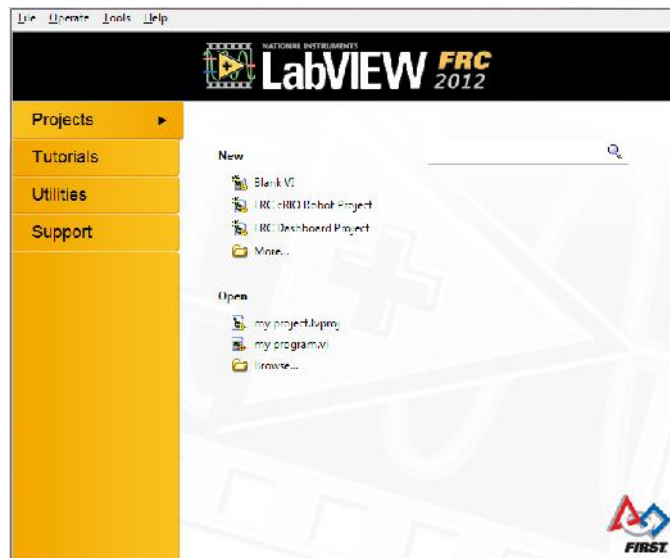 File Operate Tools Help
NATIONAL INSTRUMENTS
LabVIEW FRC 2012
Projects
Tutorials
Utilities
Support
New
Blank VI
FRC cRIO Robot Project
FRC Dashboard Project
More...
Open
my project.lvproj
my program.vi
Browse...
FIRST